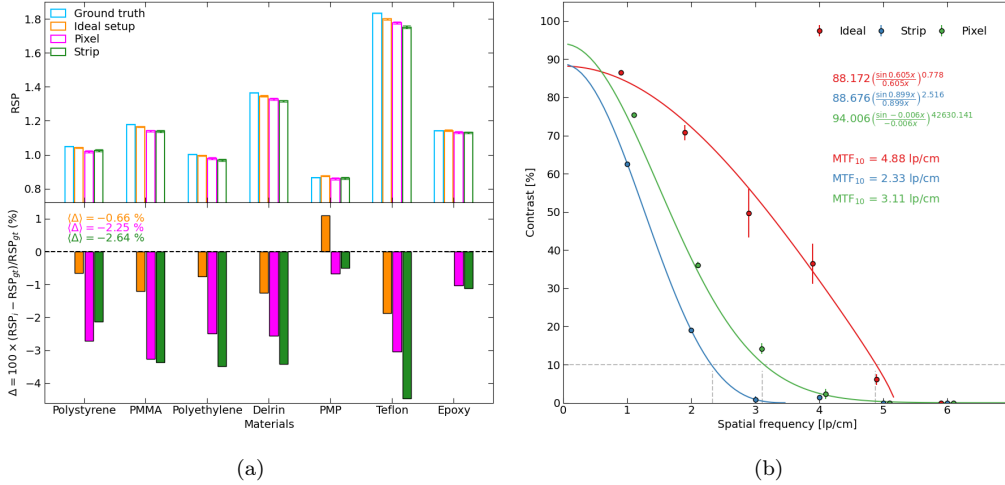 Ground truth
Ideal setup
Pixel
Strip
1.8
1.6
1.4
1.2
1.0
0.8
RSP
⟨Δ⟩ = −0.66 %
⟨Δ⟩ = −2.25 %
⟨Δ⟩ = −2.64 %
1
0
−1
−2
−3
−4
Δ = 100 × (RSP_i − RSP_gt)/RSP_gt (%)
Polystyrene PMMA Polyethylene Delrin PMP Teflon Epoxy
Materials
(a)
Ideal Strip Pixel
88.172(sin 0.605x/0.605x)^0.778
88.676(sin 0.899x/0.899x)^2.516
94.006(sin −0.006x/−0.006x)^42630.141
MTF₁₀ = 4.88 lp/cm
MTF₁₀ = 2.33 lp/cm
MTF₁₀ = 3.11 lp/cm
100
90
80
70
60
50
40
30
20
10
0
Contrast [%]
0 1 2 3 4 5 6
Spatial frequency [lp/cm]
(b)